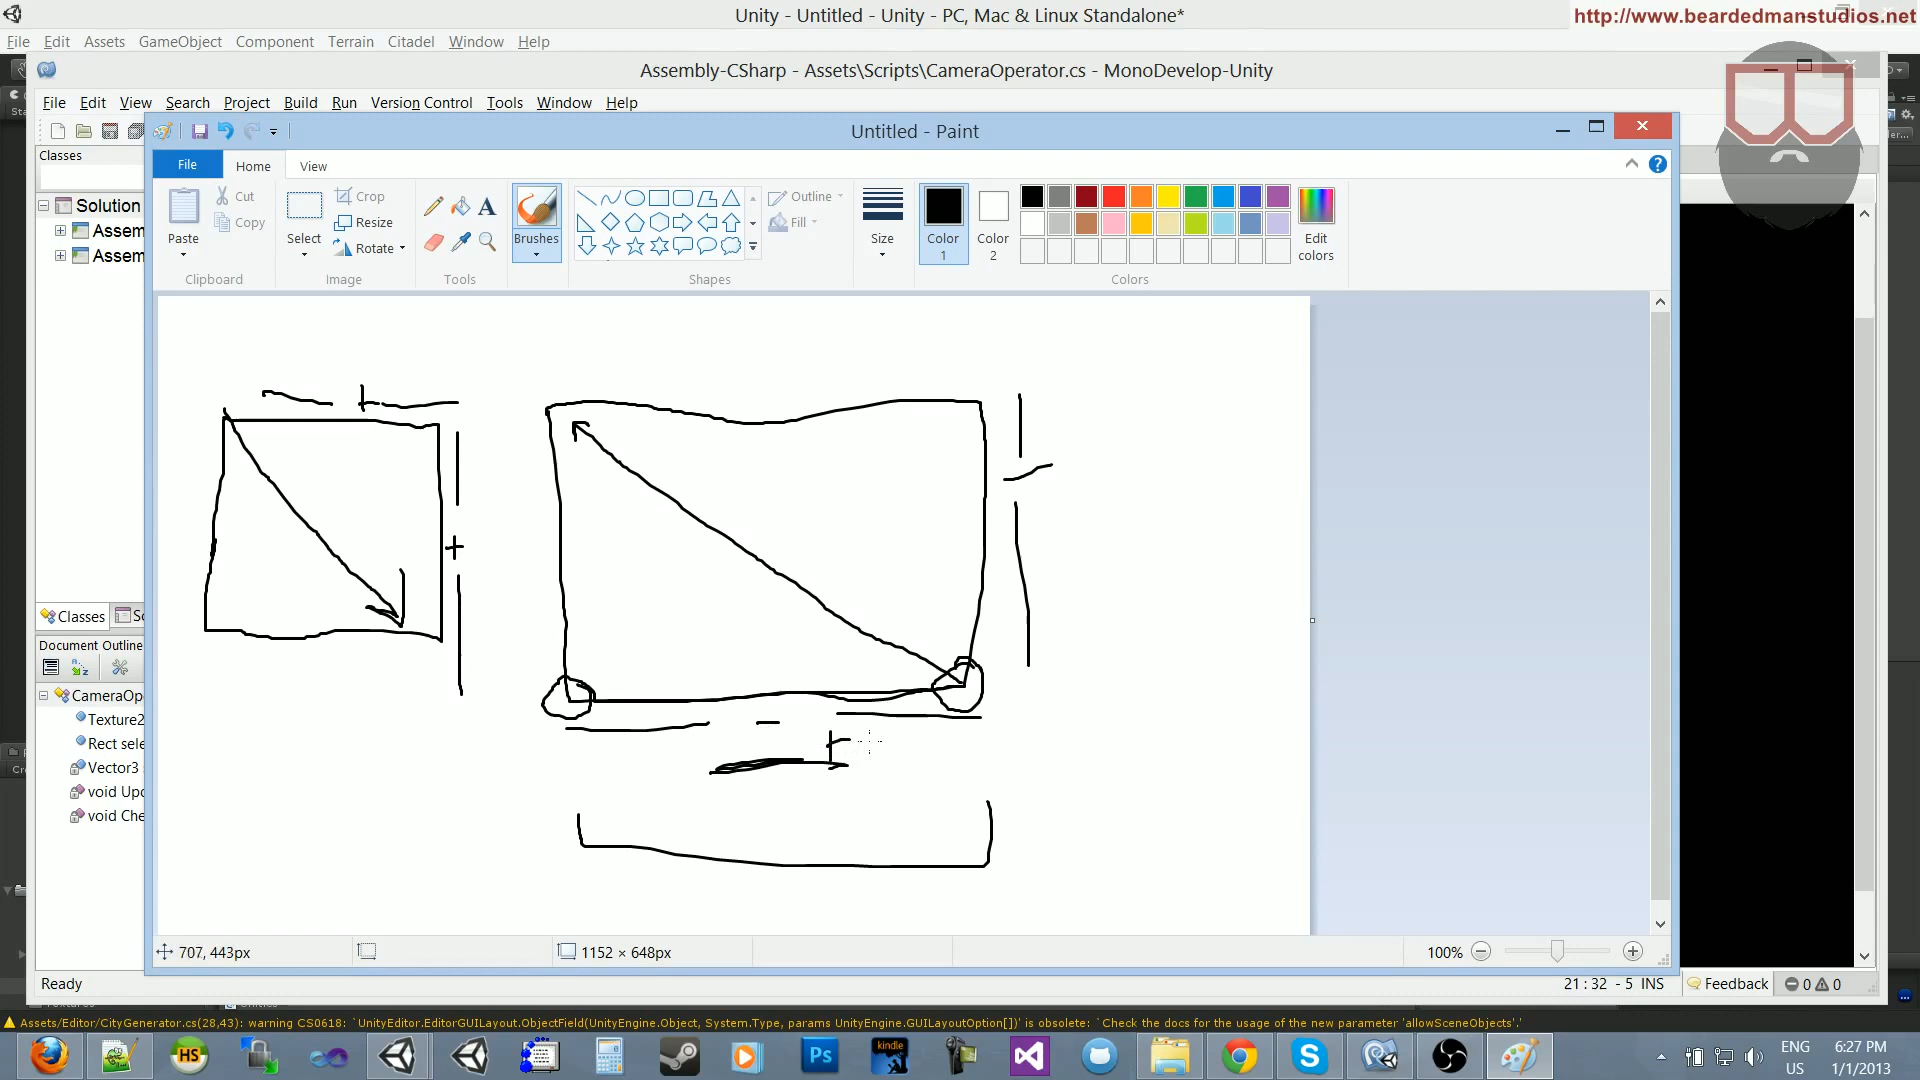 Unity - Untitled - Unity - PC, Mac & Linux Standalone*
http://www.beardedmanstudios.net
File Edit Assets GameObject Component Terrain Citadel Window Help
Assembly-CSharp - Assets\Scripts\CameraOperator.cs - MonoDevelop-Unity
File Edit View Search Project Build Run Version Control Tools Window Help
Untitled - Paint
Classes
File Home View
Solution
Assem
Assem
Paste
Cut
Copy
Clipboard
Select
Crop
Resize
Rotate
Image
Tools
Brushes
Shapes
Outline
Fill
Size
Color 1
Color 2
Edit colors
Colors
Classes
Document Outline
CameraOp
Texture2
Rect sele
Vector3
void Upd
void Che
707, 443px
1152 × 648px
100%
Ready
21 : 32 - 5 INS
Feedback
0 0
Assets/Editor/CityGenerator.cs(28,43): warning CS0618: `UnityEditor.EditorGUILayout.ObjectField(UnityEngine.Object, System.Type, params UnityEngine.GUILayoutOption[])' is obsolete: `Check the docs for the usage of the new parameter 'allowSceneObjects'.'
HS
Ps
kindle
ENG
US
6:27 PM
1/1/2013